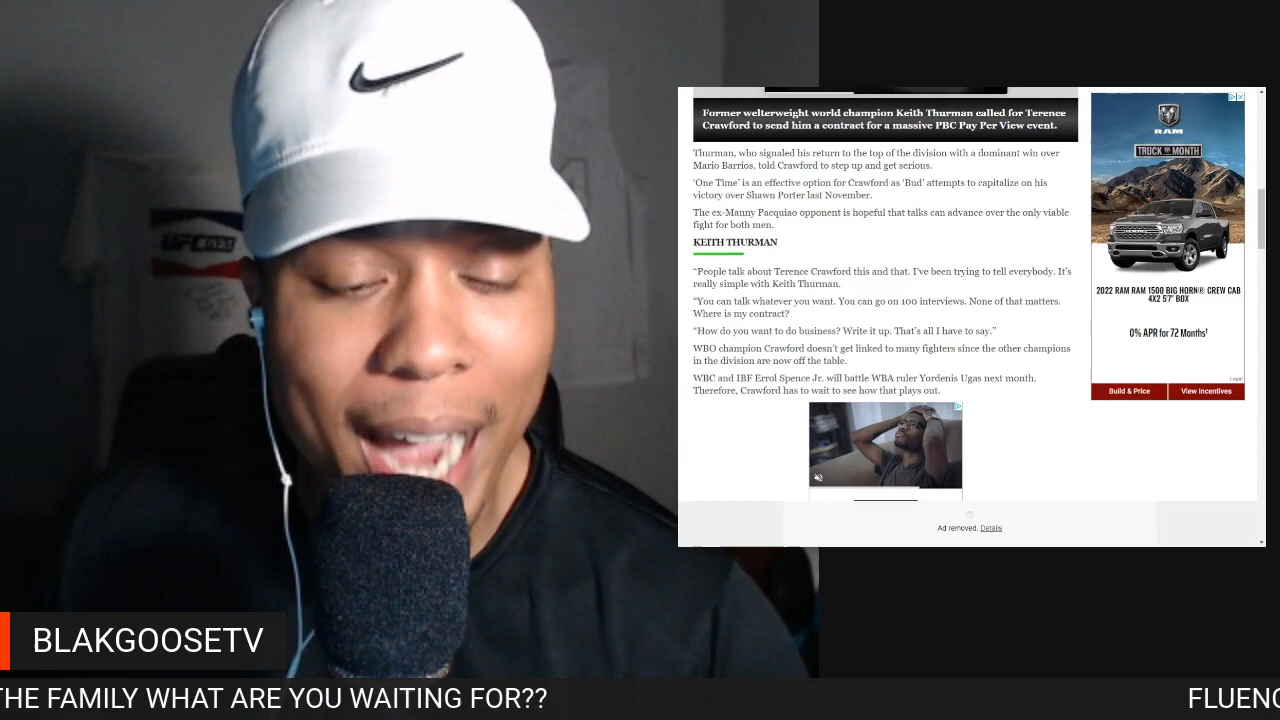 UFC
Former welterweight world champion Keith Thurman called for Terence
Crawford to send him a contract for a massive PBC Pay Per View event.
Thurman, who signaled his return to the top of the division with a dominant win over
Mario Barrios, told Crawford to step up and get serious.
‘One Time’ is an effective option for Crawford as ‘Bud’ attempts to capitalize on his
victory over Shawn Porter last November.
The ex-Manny Pacquiao opponent is hopeful that talks can advance over the only viable
fight for both men.
KEITH THURMAN
“People talk about Terence Crawford this and that. I’ve been trying to tell everybody. It’s
really simple with Keith Thurman.
“You can talk whatever you want. You can go on 100 interviews. None of that matters.
Where is my contract?
“How do you want to do business? Write it up. That’s all I have to say.”
WBO champion Crawford doesn’t get linked to many fighters since the other champions
in the division are now off the table.
WBC and IBF Errol Spence Jr. will battle WBA ruler Yordenis Ugas next month.
Therefore, Crawford has to wait to see how that plays out.
RAM
TRUCK MONTH
2022 RAM RAM 1500 BIG HORN® CREW CAB
4X2 5'7" BOX
0% APR for 72 Months¹
Legal
Build & Price
View Incentives
Ad removed. Details
BLAKGOOSETV
THE FAMILY WHAT ARE YOU WAITING FOR??
FLUENC